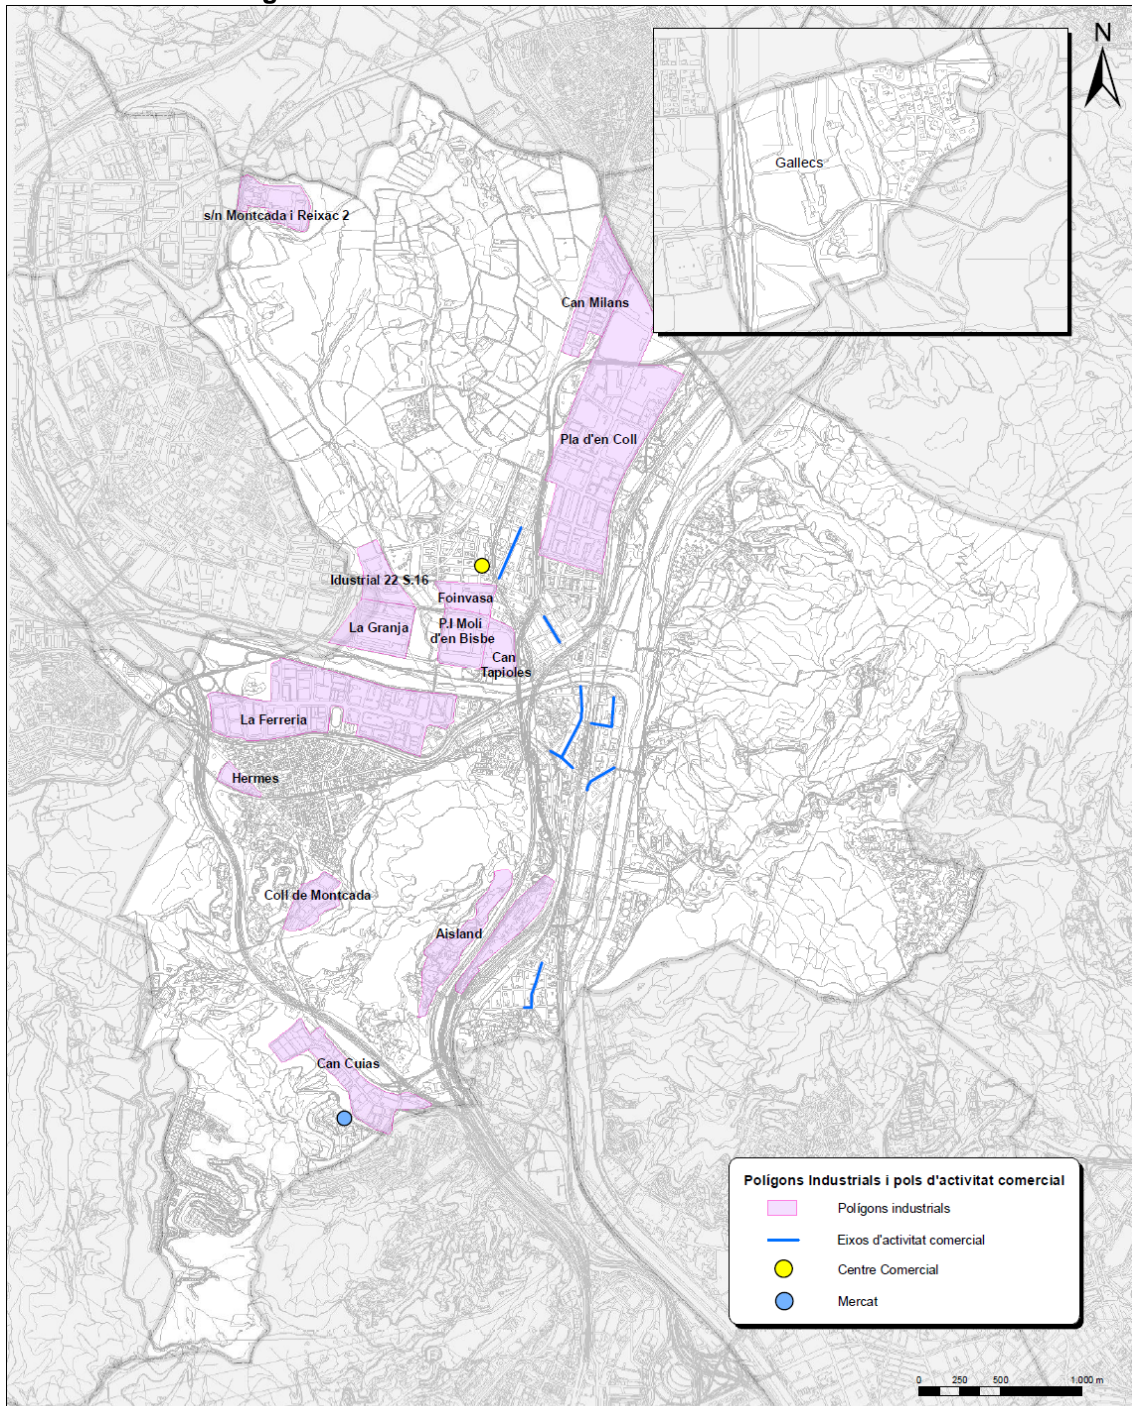 N
Gallecs
s/n Montcada i Reixac 2
Can Milans
Pla d'en Coll
Idustrial 22 S.16
Foinvasa
La Granja
P.I Molí
d'en Bisbe
Can
Tapioles
La Ferreria
Hermes
Coll de Montcada
Aisland
Can Cuias
Polígons Industrials i pols d'activitat comercial
Polígons industrials
Eixos d'activitat comercial
Centre Comercial
Mercat
0 250 500 1.000 m